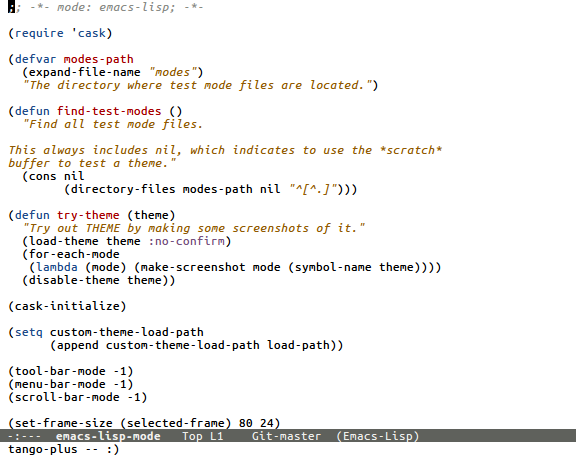 ;; -*- mode: emacs-lisp; -*-

(require 'cask)

(defvar modes-path
  (expand-file-name "modes")
  "The directory where test mode files are located.")

(defun find-test-modes ()
  "Find all test mode files.

This always includes nil, which indicates to use the *scratch*
buffer to test a theme."
  (cons nil
        (directory-files modes-path nil "^[^.]")))

(defun try-theme (theme)
  "Try out THEME by making some screenshots of it."
  (load-theme theme :no-confirm)
  (for-each-mode
   (lambda (mode) (make-screenshot mode (symbol-name theme))))
  (disable-theme theme))

(cask-initialize)

(setq custom-theme-load-path
      (append custom-theme-load-path load-path))

(tool-bar-mode -1)
(menu-bar-mode -1)
(scroll-bar-mode -1)

(set-frame-size (selected-frame) 80 24)
-:---  emacs-lisp-mode   Top L1    Git-master  (Emacs-Lisp)
tango-plus -- :)